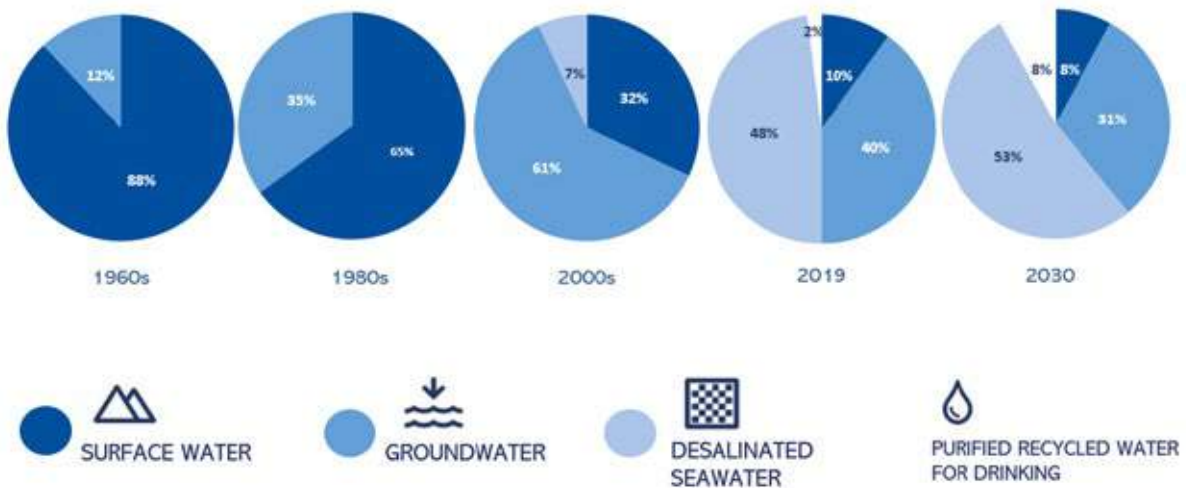 12%
88%
1960s
35%
65%
1980s
7%
32%
61%
2000s
2%
10%
48%
40%
2019
8%
8%
31%
53%
2030
SURFACE WATER
GROUNDWATER
DESALINATED
SEAWATER
PURIFIED RECYCLED WATER
FOR DRINKING